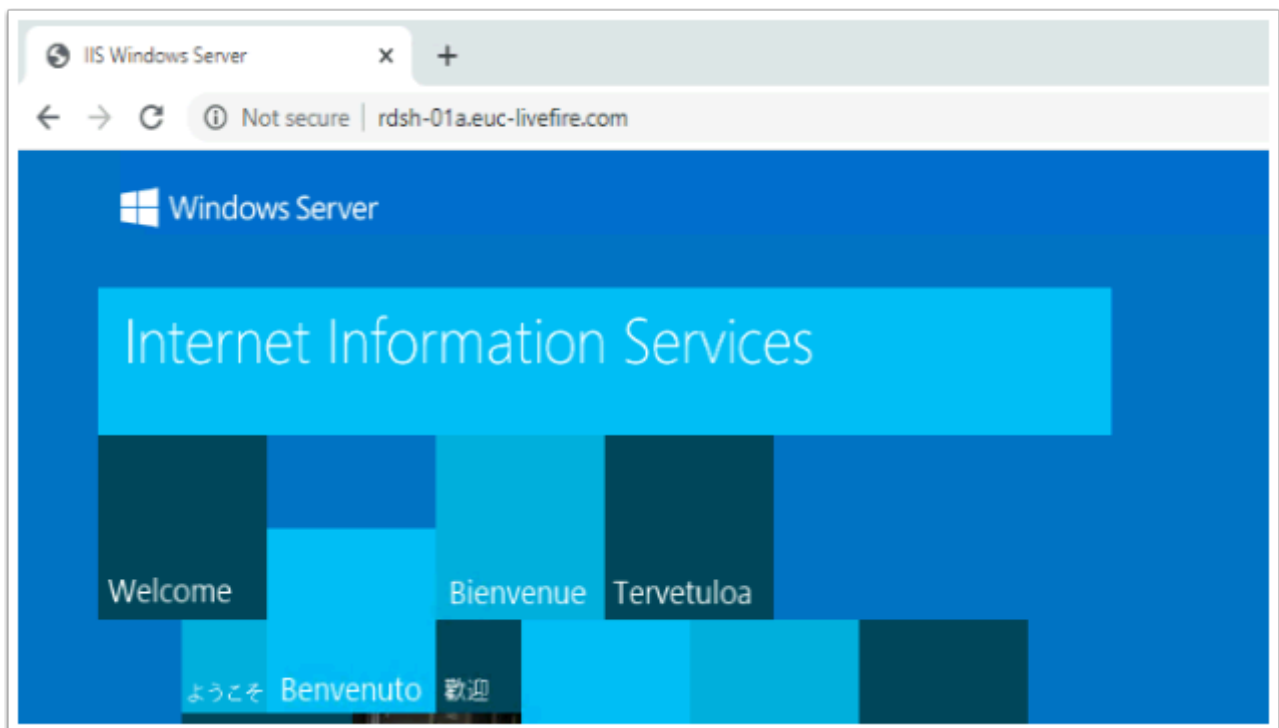 IIS Windows Server
Not secure | rdsh-01a.euc-livefire.com
Windows Server
Internet Information Services
Welcome
Bienvenue
Tervetuloa
ようこそ
Benvenuto
歡迎